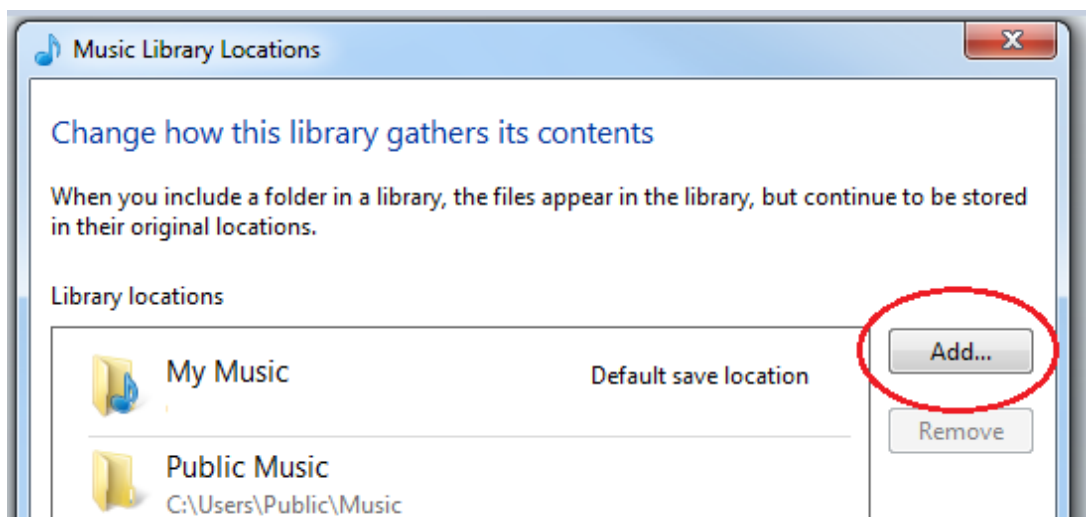 Music Library Locations
Change how this library gathers its contents
When you include a folder in a library, the files appear in the library, but continue to be stored
in their original locations.
Library locations
Add...
My Music
Default save location
Remove
Public Music
C:\Users\Public\Music